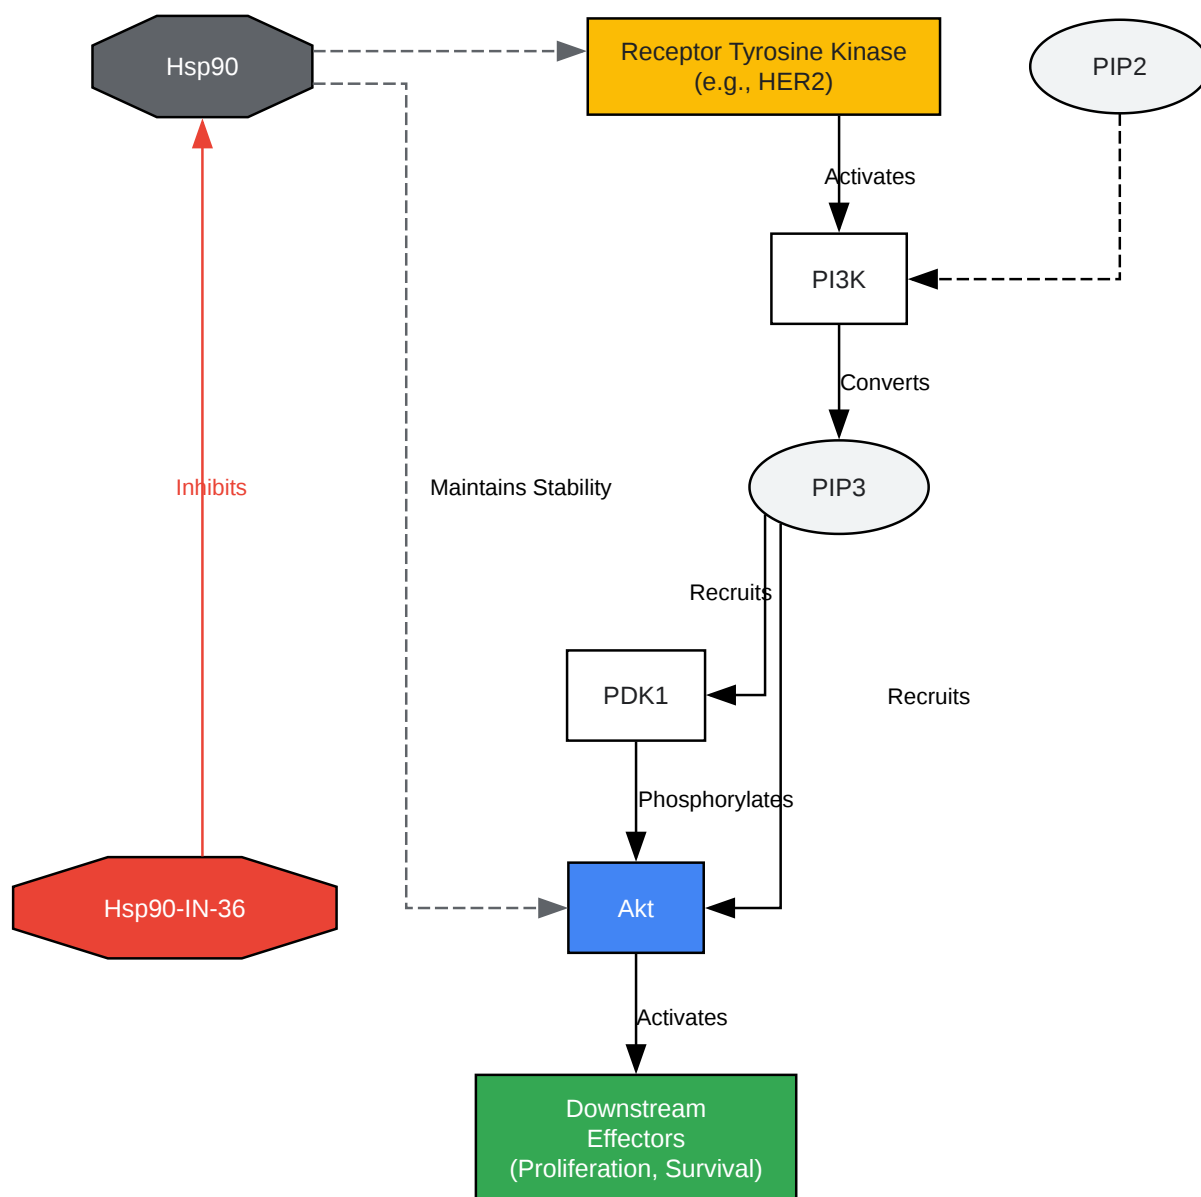 Hsp90
Receptor Tyrosine Kinase
(e.g., HER2)
PIP2
Activates
PI3K
Converts
Inhibits
Maintains Stability
PIP3
Recruits
PDK1
Recruits
Phosphorylates
Hsp90-IN-36
Akt
Activates
Downstream
Effectors
(Proliferation, Survival)